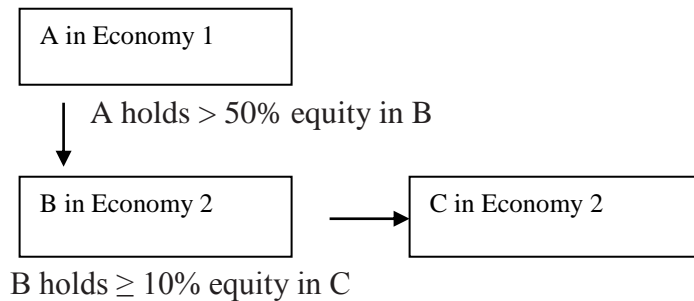 A in Economy 1
A holds > 50% equity in B
B in Economy 2
C in Economy 2
B holds ≥ 10% equity in C